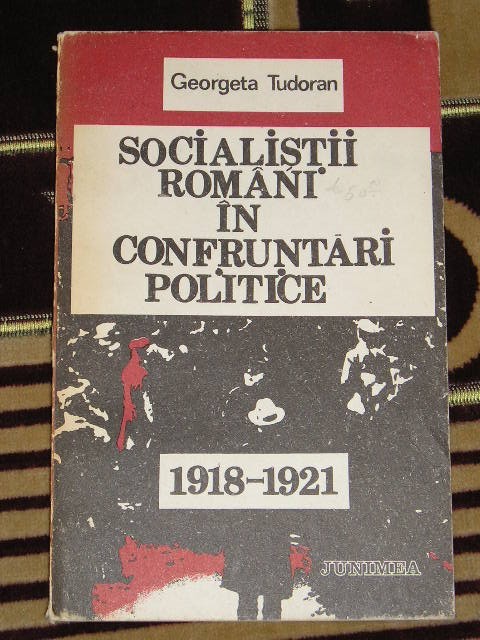 Georgeta Tudoran
SOCIALIȘTII
ROMÂNI
ÎN
CONFRUNTĂRI
POLITICE
1918-1921
JUNIMEA